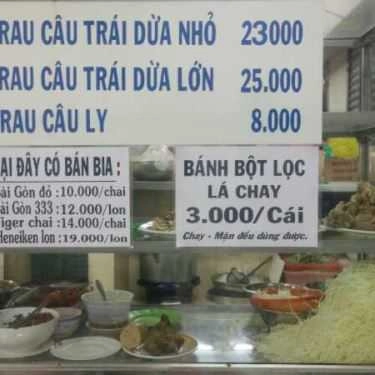 RAU CÂU TRÁI DỪA NHỎ 23000
RAU CÂU TRÁI DỪA LỚN 25.000
RAU CÂU LY 8.000
ẠI ĐÂY CÓ BÁN BIA :
ài Gòn đỏ : 10.000/chai
ài Gòn 333 : 12.000/lon
iger chai : 14.000/chai
Heneiken lon : 19.000/lon
BÁNH BỘT LỌC
LÁ CHAY
3.000/Cái
Chay - Mặn đều dùng được.